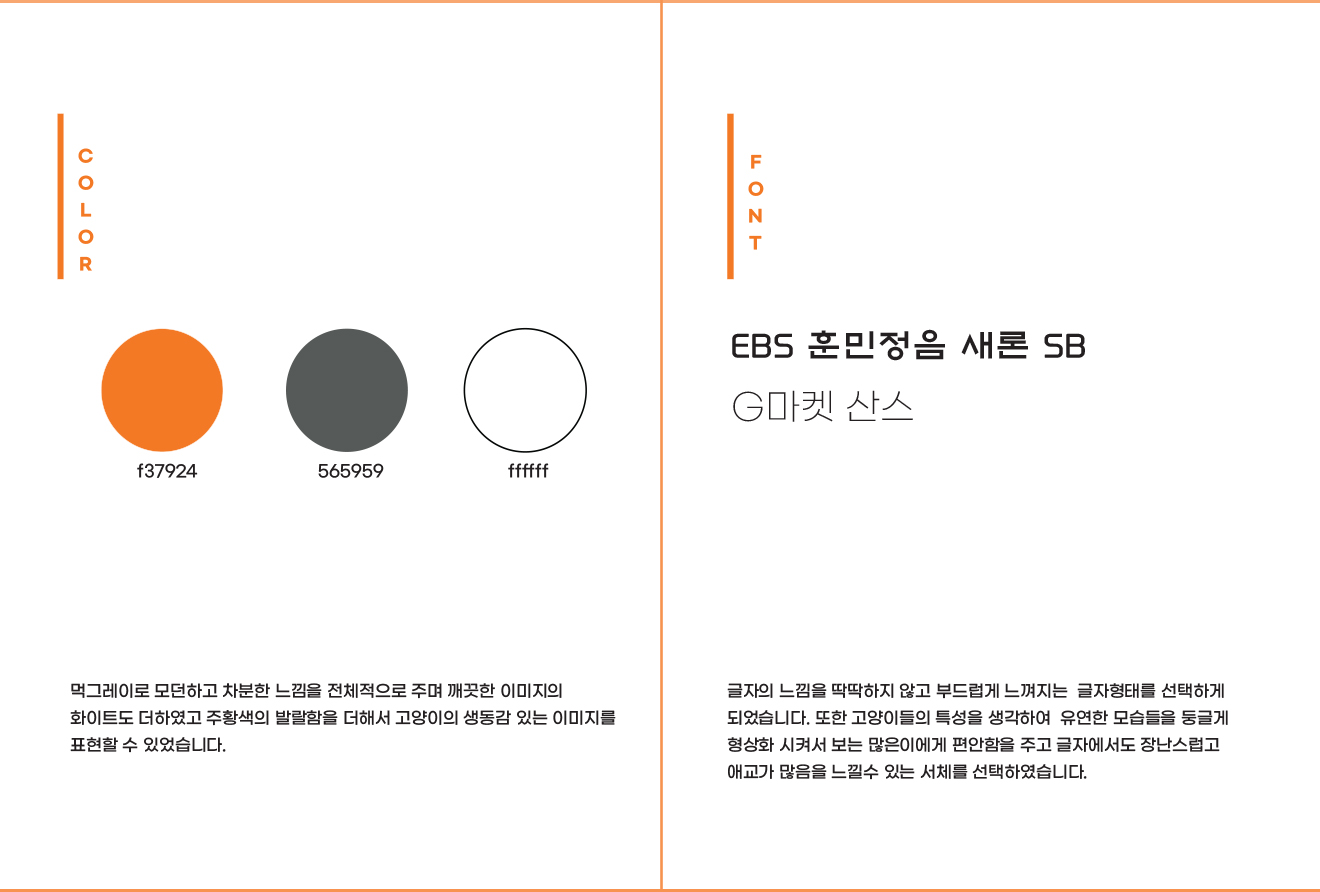 COLOR
f37924
565959
ffffff
먹그레이로 모던하고 차분한 느낌을 전체적으로 주며 깨끗한 이미지의
화이트도 더하였고 주황색의 발랄함을 더해서 고양이의 생동감 있는 이미지를
표현할 수 있었습니다.
FONT
EBS 훈민정음 새론 SB
G마켓 산스
글자의 느낌을 딱딱하지 않고 부드럽게 느껴지는 글자형태를 선택하게
되었습니다. 또한 고양이들의 특성을 생각하여 유연한 모습들을 둥글게
형상화 시켜서 보는 많은이에게 편안함을 주고 글자에서도 장난스럽고
애교가 많음을 느낄수 있는 서체를 선택하였습니다.